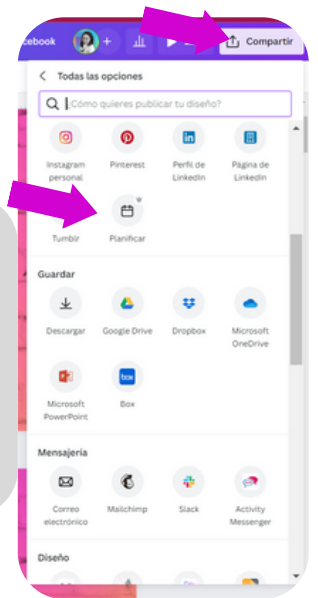 cebook + Compartir
Todas las opciones
¿Cómo quieres publicar tu diseño?
Instagram personal
Pinterest
Perfil de LinkedIn
Página de LinkedIn
Tumblr
Planificar
Guardar
Descargar
Google Drive
Dropbox
Microsoft OneDrive
Microsoft PowerPoint
box
Box
Mensajería
Correo electrónico
Mailchimp
Slack
Activity Messenger
Diseño